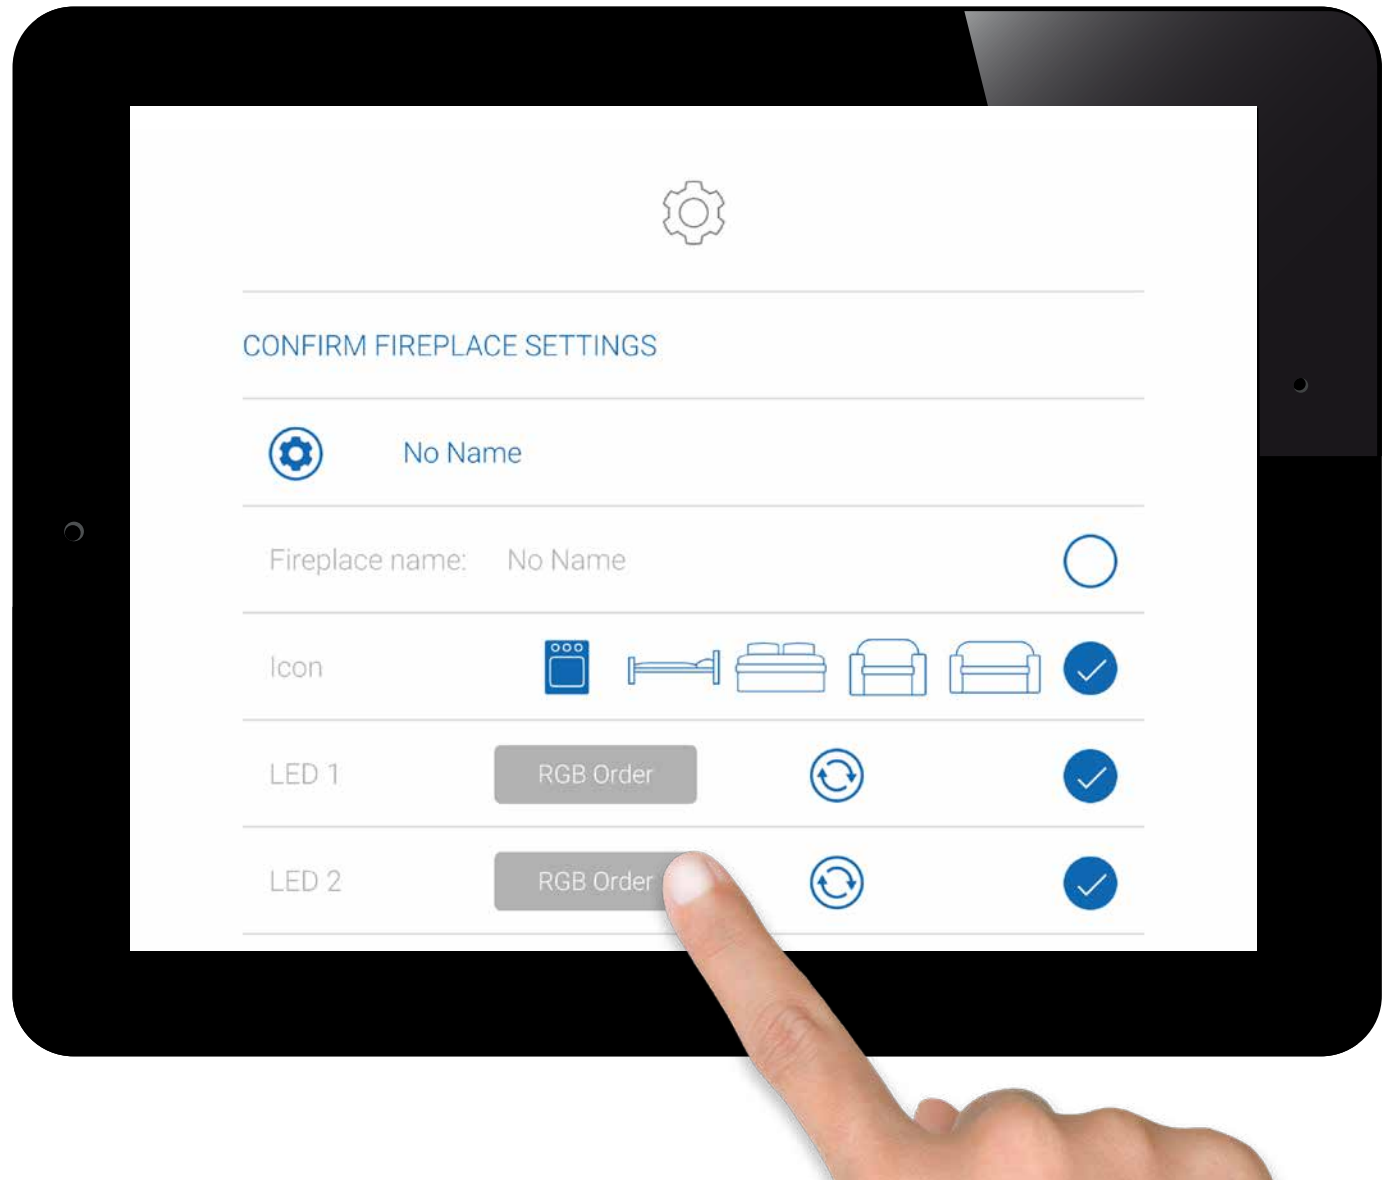 CONFIRM FIREPLACE SETTINGS
No Name
Fireplace name: No Name
Icon
LED 1 RGB Order
LED 2 RGB Order